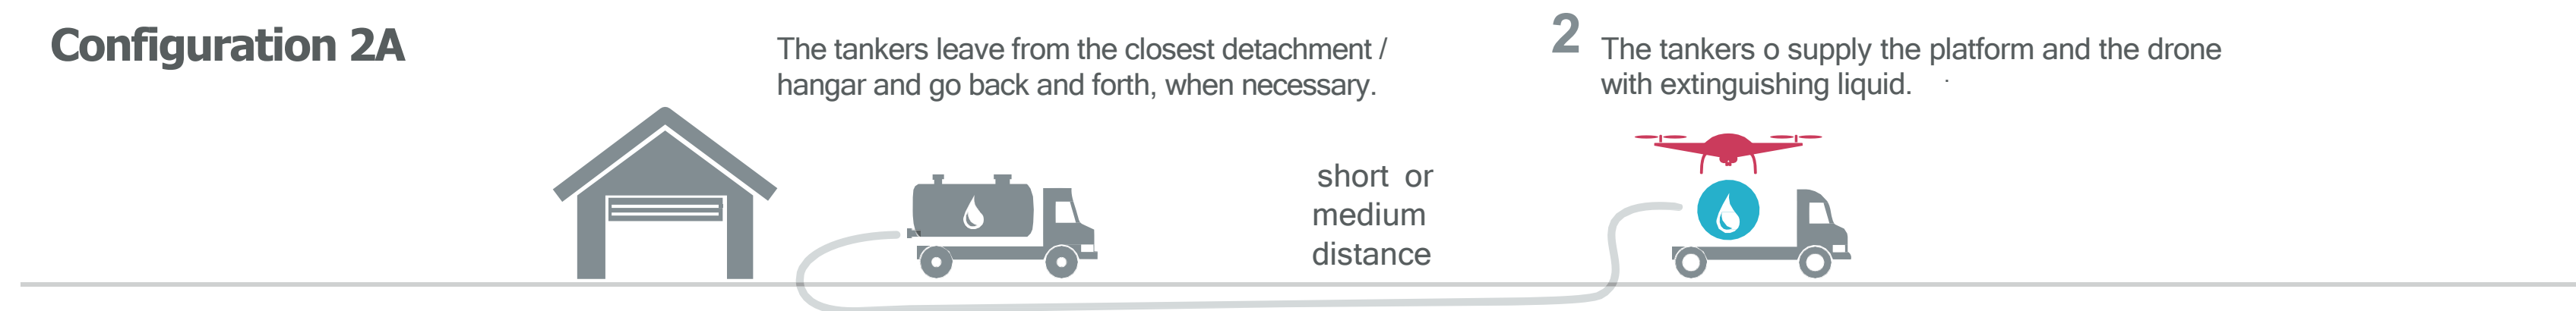 Configuration 2A
The tankers leave from the closest detachment /
hangar and go back and forth, when necessary.
short or
medium
distance
2
The tankers o supply the platform and the drone
with extinguishing liquid.